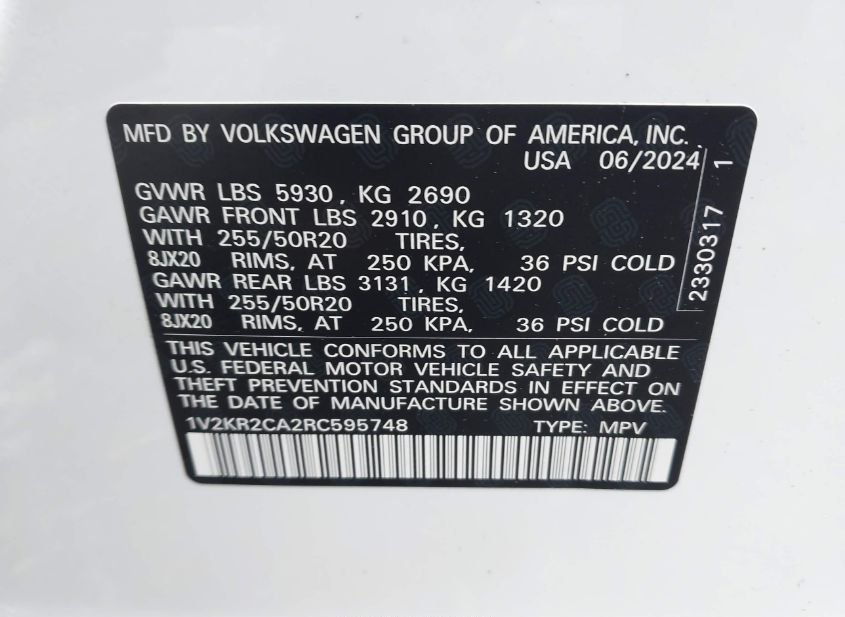 MFD BY VOLKSWAGEN GROUP OF AMERICA, INC.
USA 06/2024
GVWR LBS 5930, KG 2690
GAWR FRONT LBS 2910, KG 1320
WITH 255/50R20 TIRES,
8JX20 RIMS, AT 250 KPA, 36 PSI COLD
GAWR REAR LBS 3131, KG 1420
WITH 255/50R20 TIRES,
8JX20 RIMS, AT 250 KPA, 36 PSI COLD
2330317 1
THIS VEHICLE CONFORMS TO ALL APPLICABLE
U.S. FEDERAL MOTOR VEHICLE SAFETY AND
THEFT PREVENTION STANDARDS IN EFFECT ON
THE DATE OF MANUFACTURE SHOWN ABOVE.
1V2KR2CA2RC595748 TYPE: MPV